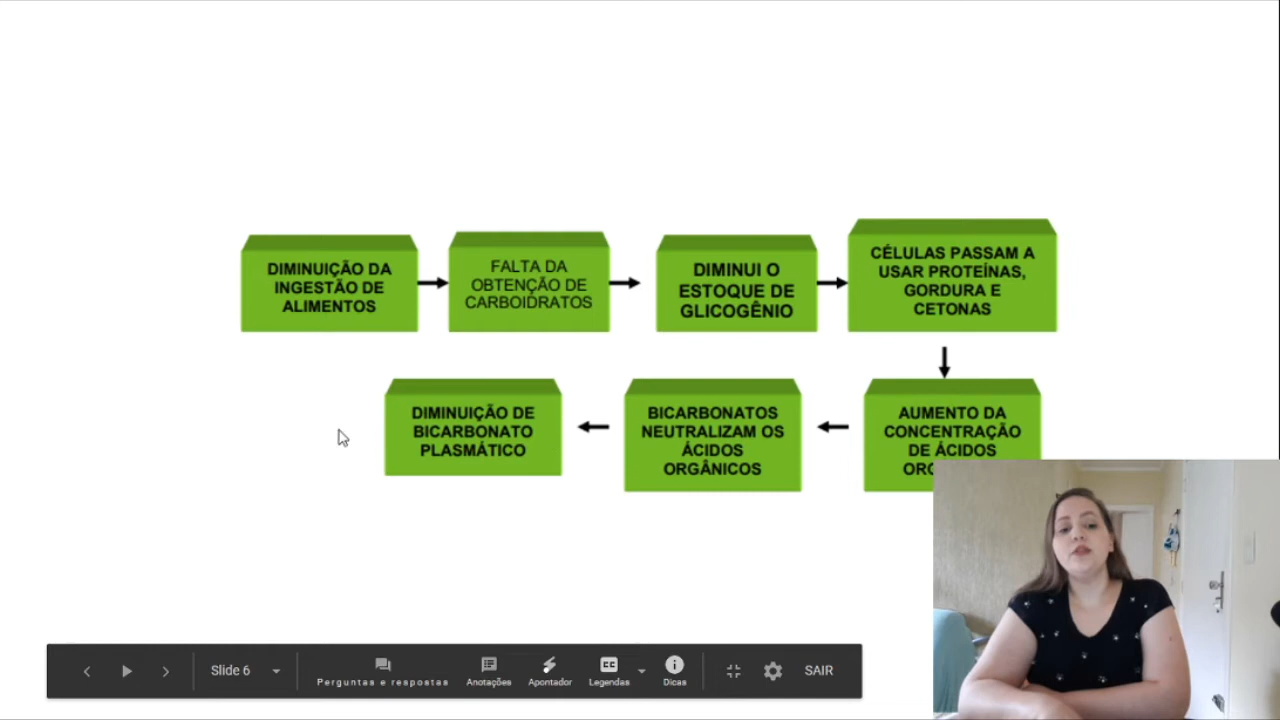 DIMINUIÇÃO DA
INGESTÃO DE
ALIMENTOS
FALTA DA
OBTENÇÃO DE
CARBOIDRATOS
DIMINUI O
ESTOQUE DE
GLICOGÊNIO
CÉLULAS PASSAM A
USAR PROTEÍNAS,
GORDURA E
CETONAS
AUMENTO DA
CONCENTRAÇÃO
DE ÁCIDOS
BICARBONATOS
NEUTRALIZAM OS
ÁCIDOS
ORGÂNICOS
DIMINUIÇÃO DE
BICARBONATO
PLASMÁTICO
Slide 6
Perguntas e respostas
Anotações
Apontador
CC
Legendas
Dicas
SAIR